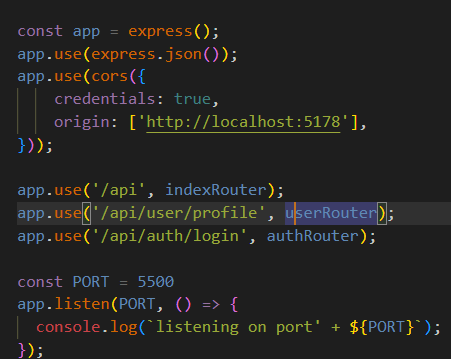 const app = express();
app.use(express.json());
app.use(cors({
    credentials: true,
    origin: ['http://localhost:5178'],
}));
app.use('/api', indexRouter);
app.use('/api/user/profile', userRouter);
app.use('/api/auth/login', authRouter);
const PORT = 5500
app.listen(PORT, () => {
  console.log(`listening on port' + ${PORT}`);
});